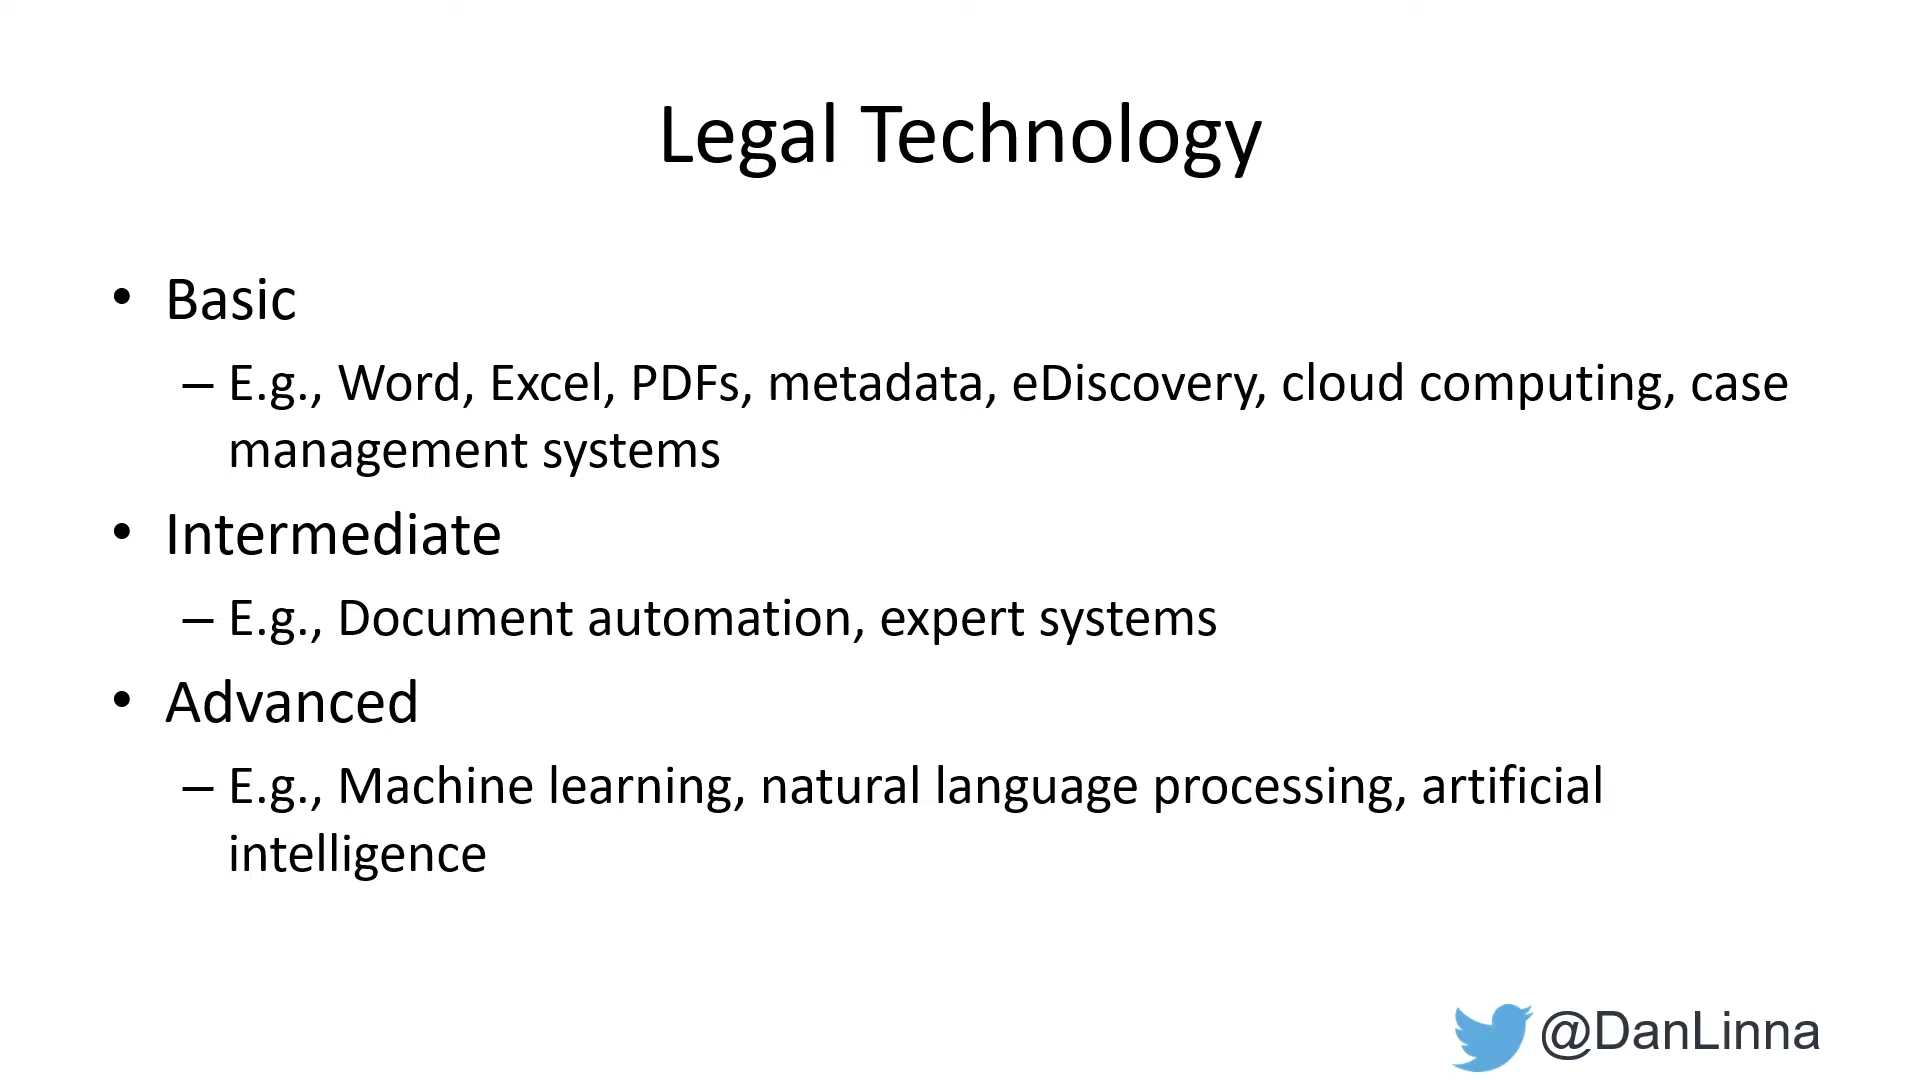 Legal Technology
• Basic
– E.g., Word, Excel, PDFs, metadata, eDiscovery, cloud computing, case
management systems
• Intermediate
– E.g., Document automation, expert systems
• Advanced
– E.g., Machine learning, natural language processing, artificial
intelligence
@DanLinna